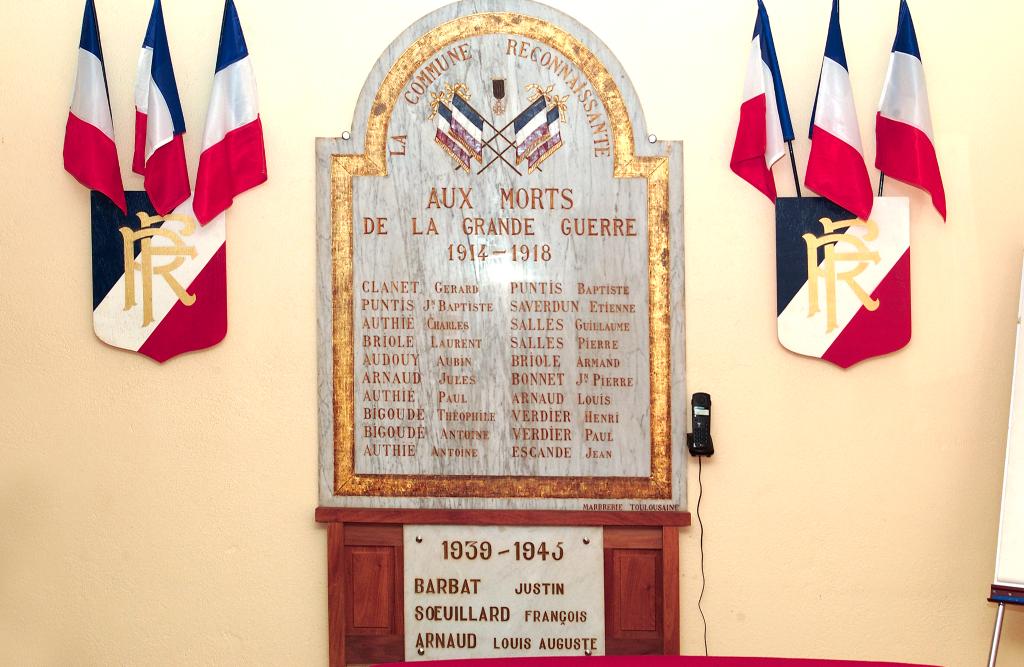 LA COMMUNE RECONNAISSANTE
AUX MORTS
DE LA GRANDE GUERRE
1914-1918
CLANET GERARD
PUNTIS Jn BAPTISTE
AUTHIE CHARLES
BRIOLE LAURENT
AUDOUY AUBIN
ARNAUD JULES
AUTHIE PAUL
BIGOUDE THÉOPHILE
BIGOUDE ANTOINE
AUTHIE ANTOINE
PUNTIS BAPTISTE
SAVERDUN ETIENNE
SALLES GUILLAUME
SALLES PIERRE
BRIOLE ARMAND
BONNET Jn PIERRE
ARNAUD LOUIS
VERDIER HENRI
VERDIER PAUL
ESCANDE JEAN
MARBRERIE TOULOUSAINE
1939-1945
BARBAT JUSTIN
SŒUILLARD FRANÇOIS
ARNAUD LOUIS AUGUSTE
RF
RF